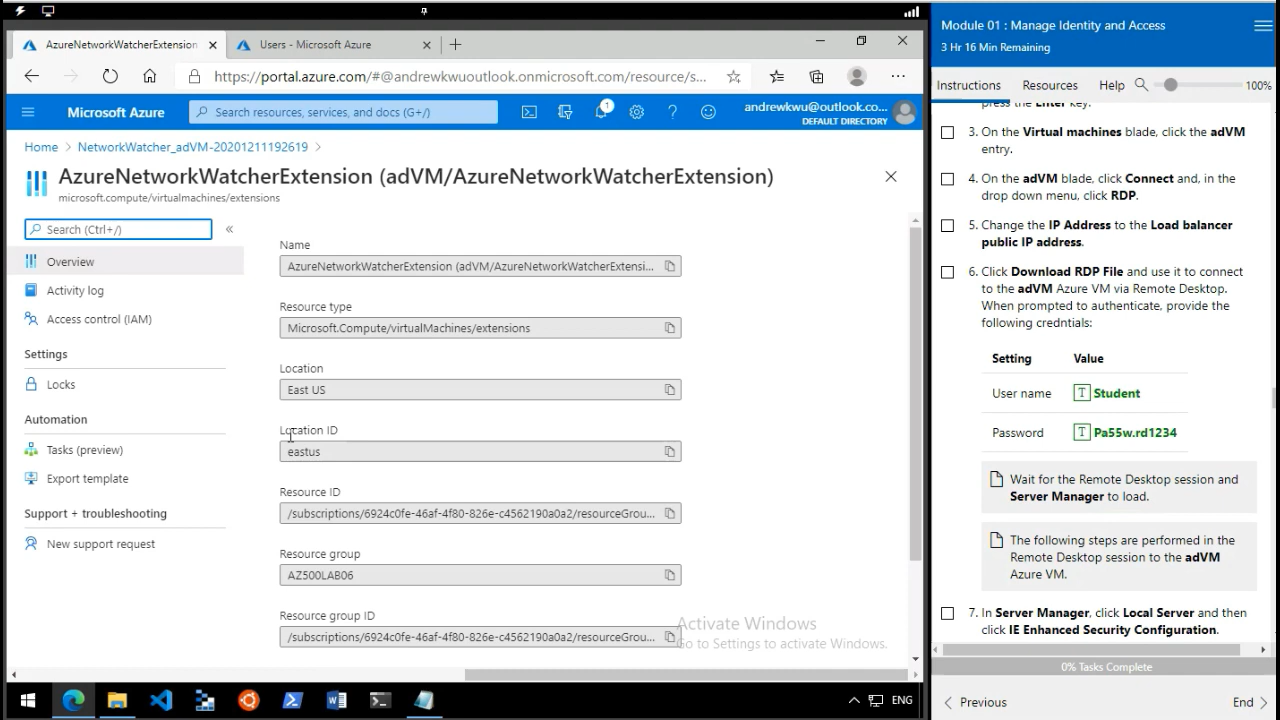 AzureNetworkWatcherExtension
Users - Microsoft Azure
https://portal.azure.com/#@andrewkwuoutlook.onmicrosoft.com/resource/s...
Microsoft Azure
Search resources, services, and docs (G+/)
1
andrewkwu@outlook.co...
DEFAULT DIRECTORY
Home > NetworkWatcher_adVM-20201211192619 >
AzureNetworkWatcherExtension (adVM/AzureNetworkWatcherExtension)
microsoft.compute/virtualmachines/extensions
Search (Ctrl+/)
«
Overview
Activity log
Access control (IAM)
Settings
Locks
Automation
Tasks (preview)
Export template
Support + troubleshooting
New support request
Name
AzureNetworkWatcherExtension (adVM/AzureNetworkWatcherExtensi...
Resource type
Microsoft.Compute/virtualMachines/extensions
Location
East US
Location ID
eastus
Resource ID
/subscriptions/6924c0fe-46af-4f80-826e-c4562190a0a2/resourceGrou...
Resource group
AZ500LAB06
Resource group ID
/subscriptions/6924c0fe-46af-4f80-826e-c4562190a0a2/resourceGrou...
Activate Windows
Go to Settings to activate Windows.
ENG
Module 01 : Manage Identity and Access
3 Hr 16 Min Remaining
Instructions Resources Help 100%
press the Enter key.
3. On the Virtual machines blade, click the adVM
entry.
4. On the adVM blade, click Connect and, in the
drop down menu, click RDP.
5. Change the IP Address to the Load balancer
public IP address.
6. Click Download RDP File and use it to connect
to the adVM Azure VM via Remote Desktop.
When prompted to authenticate, provide the
following credntials:
Setting Value
User name T Student
Password T Pa55w.rd1234
Wait for the Remote Desktop session and
Server Manager to load.
The following steps are performed in the
Remote Desktop session to the adVM
Azure VM.
7. In Server Manager, click Local Server and then
click IE Enhanced Security Configuration.
0% Tasks Complete
Previous End